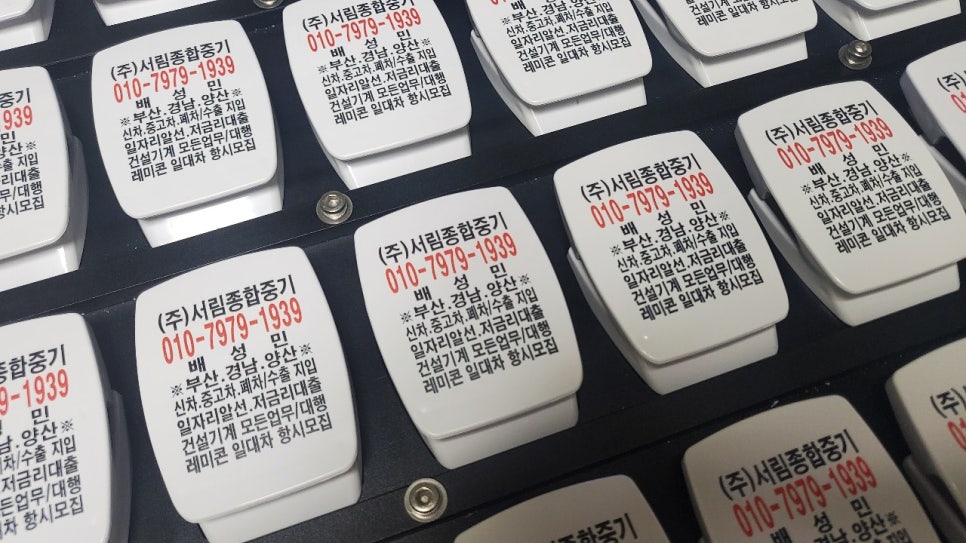 (주)서림종합중기
010-7979-1939
배 성 민
※부산.경남.양산※
신차.중고차.폐차/수출 지입
일자리알선.저금리대출
건설기계 모든업무/대행
레미콘 일대차 항시모집